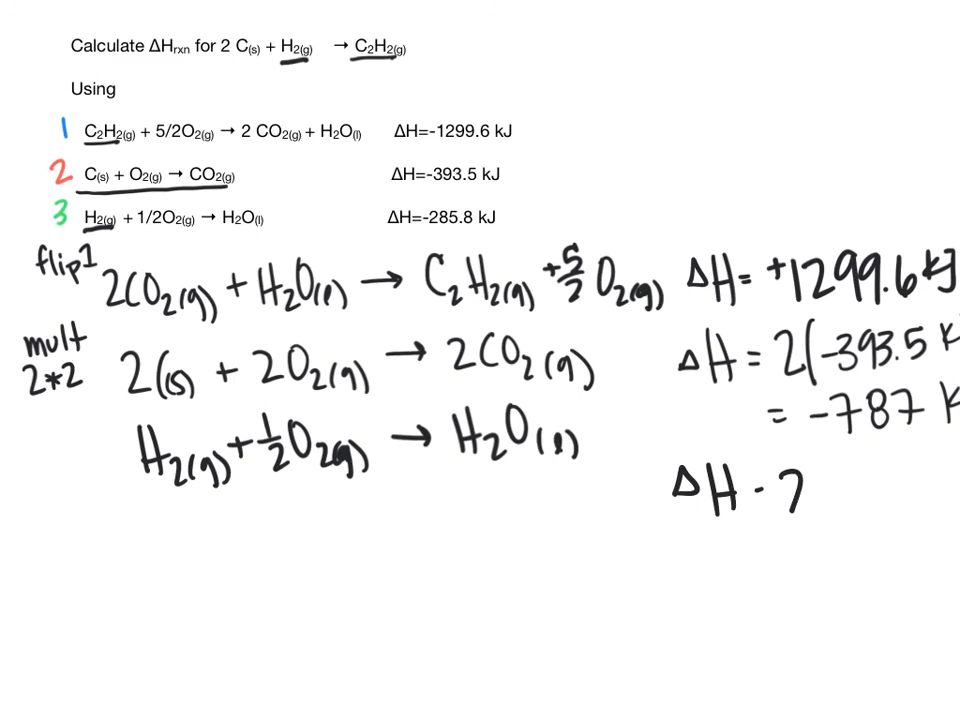 Calculate ΔHrxn for 2 C(s) + H2(g) → C2H2(g)
Using
1 C2H2(g) + 5/2O2(g) → 2 CO2(g) + H2O(l) ΔH=-1299.6 kJ
2 C(s) + O2(g) → CO2(g) ΔH=-393.5 kJ
3 H2(g) + 1/2O2(g) → H2O(l) ΔH=-285.8 kJ
flip 1 2CO2(g) + H2O(l) → C2H2(g) + 5/2 O2(g) ΔH = +1299.6 kJ
mult 2*2 2C(s) + 2O2(g) → 2CO2(g) ΔH = 2(-393.5 k
= -787 k
H2(g) + 1/2 O2(g) → H2O(l)
ΔH - 2